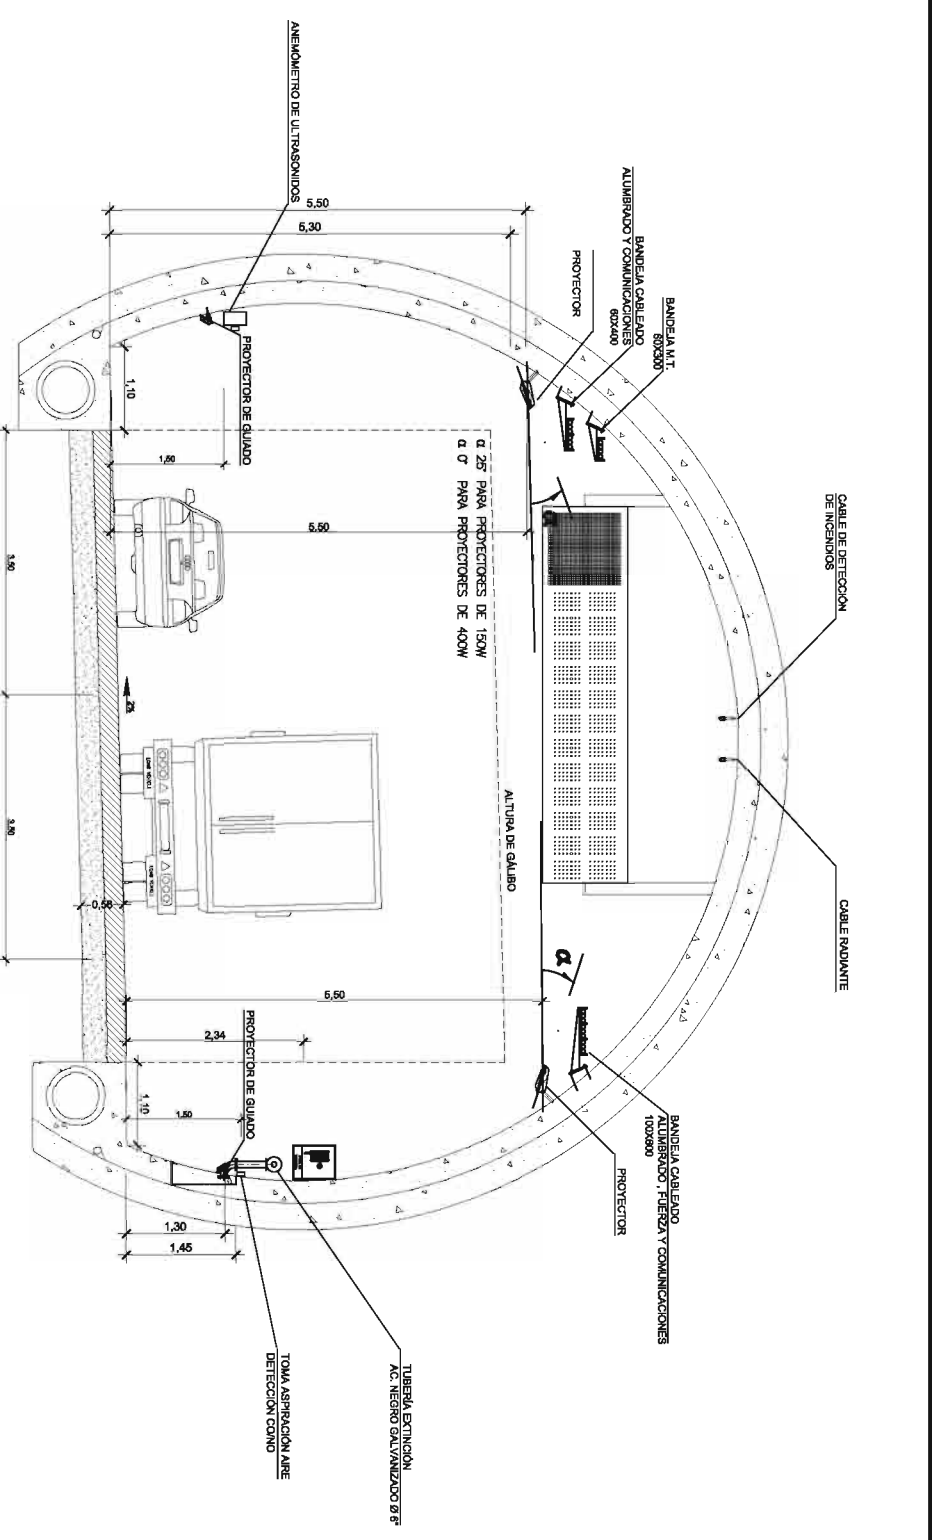 CABLE DE DETECCIÓN
DE INCENDIOS
CABLE RADIANTE
BANDEJA M.T.
60X300
BANDEJA CABLEADO
ALUMBRADO Y COMUNICACIONES
60X400
PROYECTOR
BANDEJA CABLEADO
ALUMBRADO , FUERZA Y COMUNICACIONES
100X600
PROYECTOR
α
5,50
5,30
ALTURA DE GÁLIBO
α 25° PARA PROYECTORES DE 150W
α 0° PARA PROYECTORES DE 400W
5.50
5,50
ANEMÓMETRO DE ULTRASONIDOS
PROYECTOR DE GUIADO
1,50
1,10
2,34
PROYECTOR DE GUIADO
1,50
1,10
1,30
1,45
TUBERÍA EXTINCIÓN
AC. NEGRO GALVANIZADO Ø 6"
TOMA ASPIRACIÓN AIRE
DETECCIÓN CO/NO
2%
0,56
3,50
3,50